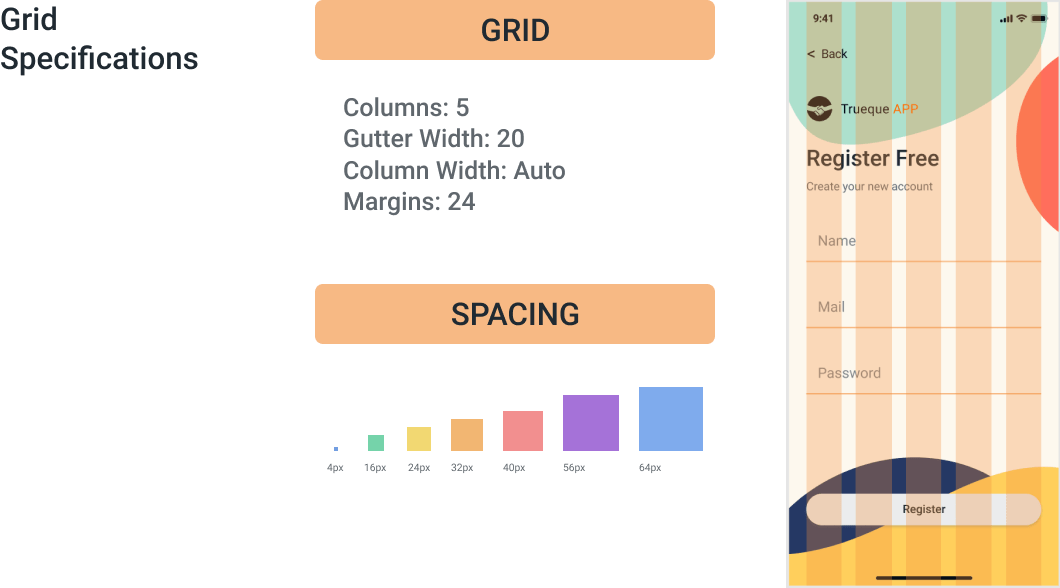 Grid
Specifications
GRID
Columns: 5
Gutter Width: 20
Column Width: Auto
Margins: 24
SPACING
4px
16px
24px
32px
40px
56px
64px
9:41
< Back
Trueque APP
Register Free
Create your new account
Name
Mail
Password
Register